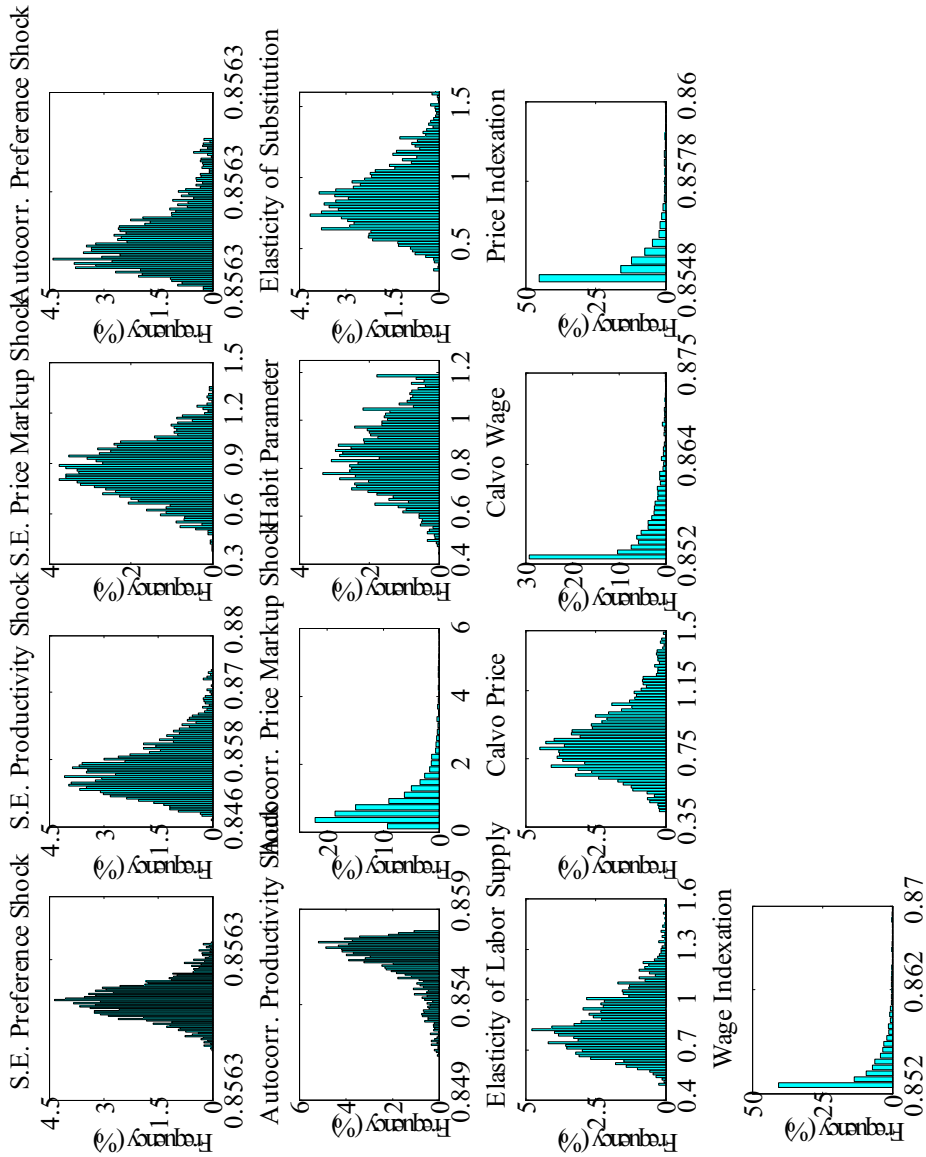 S.E. Preference Shock
4.5
3
1.5
0
Frequency (%)
0.8563 0.8563
S.E. Productivity Shock
4.5
3
1.5
0
Frequency (%)
0.846 0.858 0.87 0.88
S.E. Price Markup Shock
4
2
0
Frequency (%)
0.3 0.6 0.9 1.2 1.5
Autocorr. Preference Shock
4.5
3
1.5
0
Frequency (%)
0.8563 0.8563 0.8563
Autocorr. Productivity Shock
6
4
2
0
Frequency (%)
0.849 0.854 0.859
Autocorr. Price Markup Shock
20
10
0
Frequency (%)
0 2 4 6
Habit Parameter
4
2
0
Frequency (%)
0.4 0.6 0.8 1 1.2
Elasticity of Substitution
4.5
3
1.5
0
Frequency (%)
0.5 1 1.5
Elasticity of Labor Supply
5
2.5
0
Frequency (%)
0.4 0.7 1 1.3 1.6
Calvo Price
5
2.5
0
Frequency (%)
0.35 0.75 1.15 1.5
Calvo Wage
30
20
10
0
Frequency (%)
0.852 0.864 0.875
Price Indexation
50
25
0
Frequency (%)
0.8548 0.8578 0.86
Wage Indexation
50
25
0
Frequency (%)
0.852 0.862 0.87